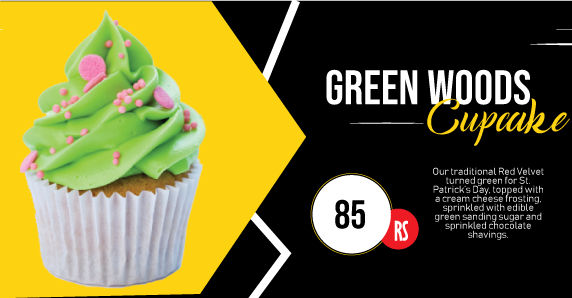 GREEN WOODS
Cupcake
Our traditional Red Velvet
turned green for St.
Patrick's Day, topped with
a cream cheese frosting,
sprinkled with edible
green sanding sugar and
sprinkled chocolate
shavings.
85
RS